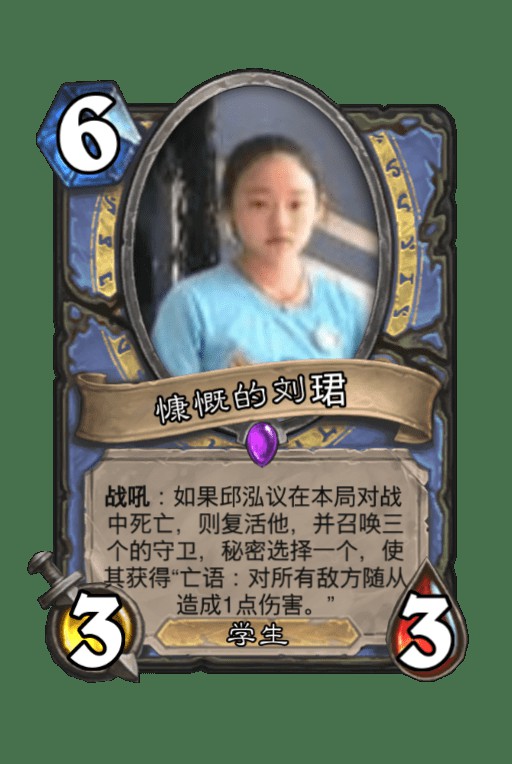 6
慷慨的刘珺
战吼：如果邱泓议在本局对战
中死亡，则复活他，并召唤三
个的守卫，秘密选择一个，使
其获得“亡语：对所有敌方随从
造成1点伤害。”
3
学生
3